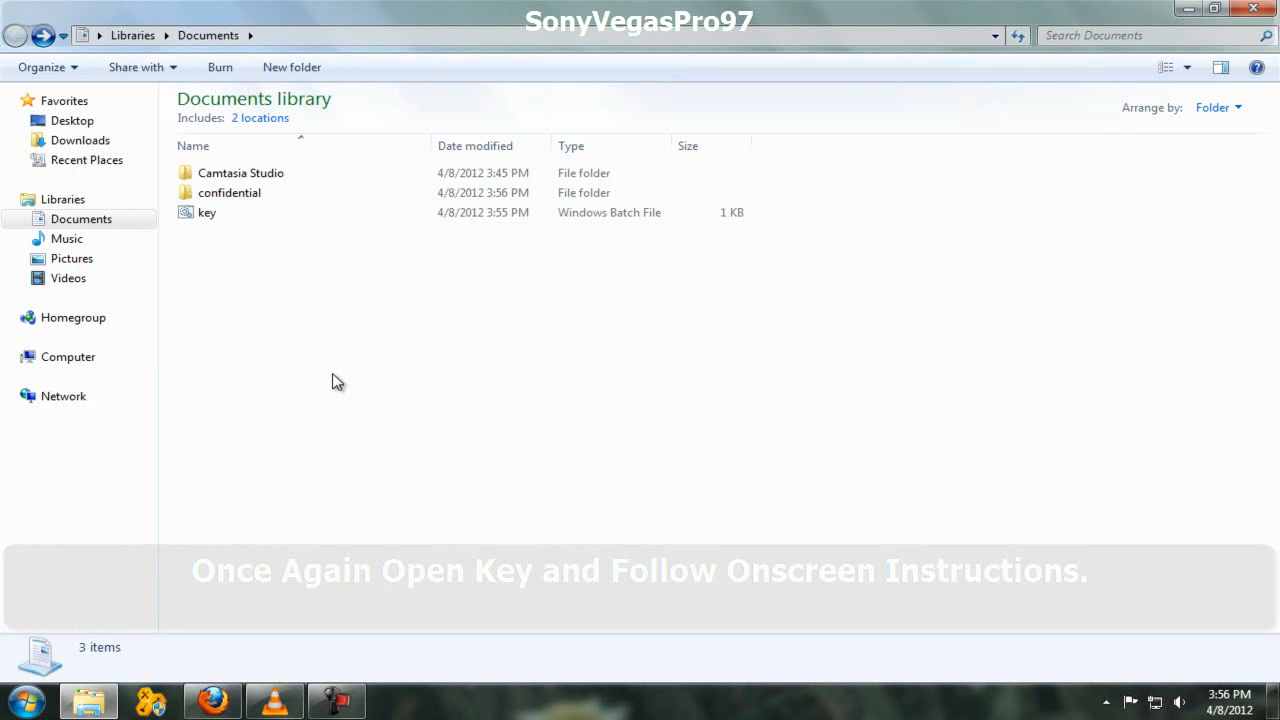 SonyVegasPro97
Libraries Documents
Search Documents
Organize Share with Burn New folder
Documents library
Includes: 2 locations
Arrange by: Folder
Name Date modified Type Size
Camtasia Studio 4/8/2012 3:45 PM File folder
confidential 4/8/2012 3:56 PM File folder
key 4/8/2012 3:55 PM Windows Batch File 1 KB
Favorites
Desktop
Downloads
Recent Places
Libraries
Documents
Music
Pictures
Videos
Homegroup
Computer
Network
Once Again Open Key and Follow Onscreen Instructions.
3 items
3:56 PM
4/8/2012